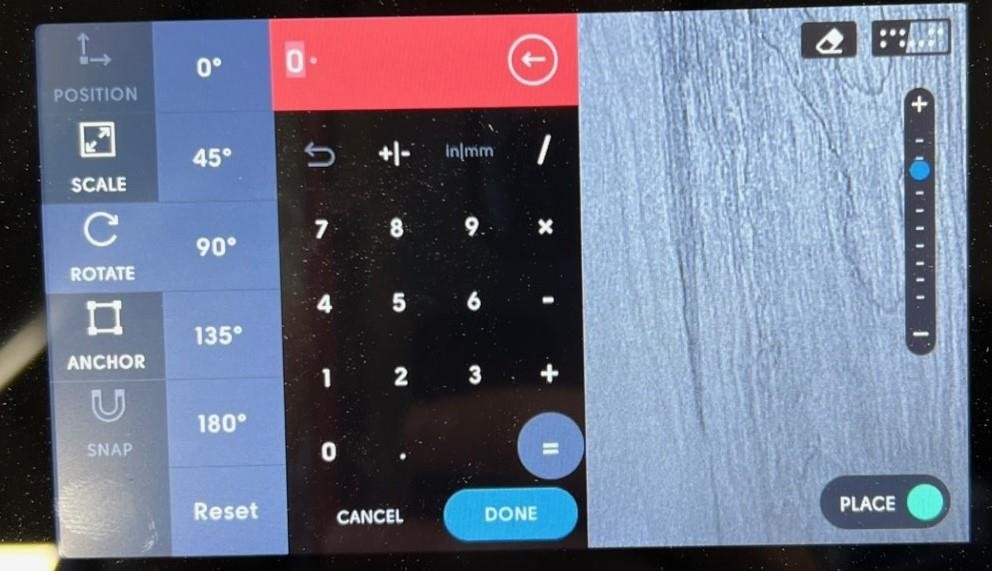 POSITION
SCALE
ROTATE
ANCHOR
SNAP
0°
45°
90°
135°
180°
Reset
0°
+|- in|mm /
7 8 9 ×
4 5 6 -
1 2 3 +
0 . =
CANCEL DONE
+
−
PLACE